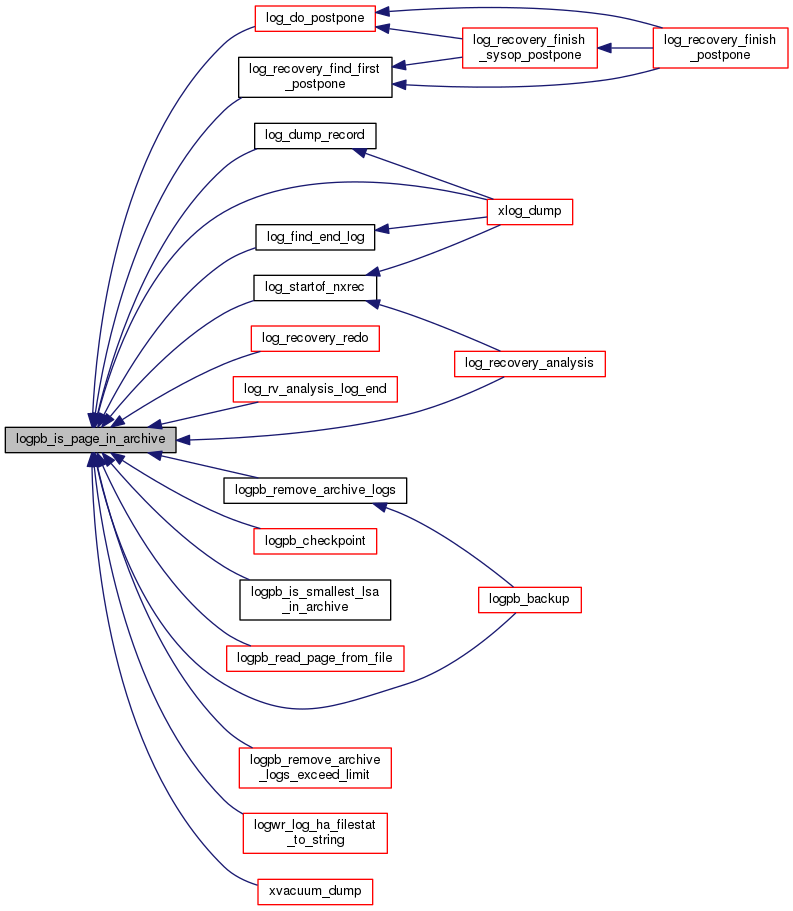 log_do_postpone
log_recovery_finish
_sysop_postpone
log_recovery_finish
_postpone
log_recovery_find_first
_postpone
log_dump_record
xlog_dump
log_find_end_log
log_startof_nxrec
log_recovery_redo
log_recovery_analysis
log_rv_analysis_log_end
logpb_is_page_in_archive
logpb_remove_archive_logs
logpb_checkpoint
logpb_is_smallest_lsa
_in_archive
logpb_backup
logpb_read_page_from_file
logpb_remove_archive
_logs_exceed_limit
logwr_log_ha_filestat
_to_string
xvacuum_dump